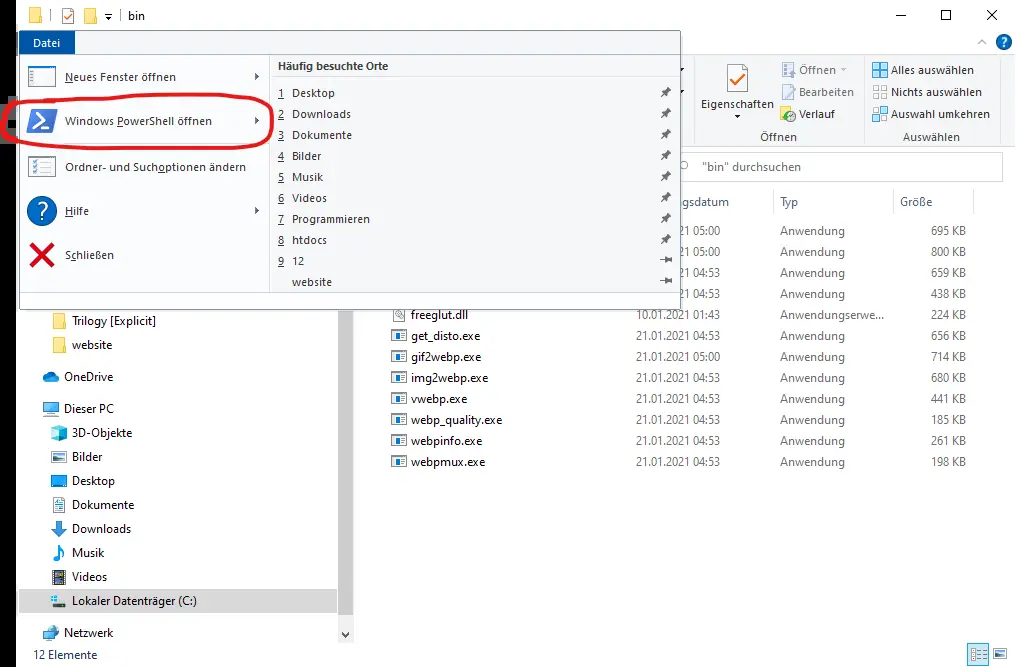 bin
Datei
Neues Fenster öffnen
Windows PowerShell öffnen
Ordner- und Suchoptionen ändern
Hilfe
Schließen
Häufig besuchte Orte
1 Desktop
2 Downloads
3 Dokumente
4 Bilder
5 Musik
6 Videos
7 Programmieren
8 htdocs
9 12
website
Eigenschaften
Öffnen
Bearbeiten
Verlauf
Öffnen
Alles auswählen
Nichts auswählen
Auswahl umkehren
Auswählen
"bin" durchsuchen
gsdatum Typ Größe
21 05:00 Anwendung 695 KB
21 05:00 Anwendung 800 KB
21 04:53 Anwendung 659 KB
21 04:53 Anwendung 438 KB
freeglut.dll 10.01.2021 01:43 Anwendungserwe... 224 KB
get_disto.exe 21.01.2021 04:53 Anwendung 656 KB
gif2webp.exe 21.01.2021 05:00 Anwendung 714 KB
img2webp.exe 21.01.2021 04:53 Anwendung 680 KB
vwebp.exe 21.01.2021 04:53 Anwendung 441 KB
webp_quality.exe 21.01.2021 04:53 Anwendung 185 KB
webpinfo.exe 21.01.2021 04:53 Anwendung 261 KB
webpmux.exe 21.01.2021 04:53 Anwendung 198 KB
Trilogy [Explicit]
website
OneDrive
Dieser PC
3D-Objekte
Bilder
Desktop
Dokumente
Downloads
Musik
Videos
Lokaler Datenträger (C:)
Netzwerk
12 Elemente